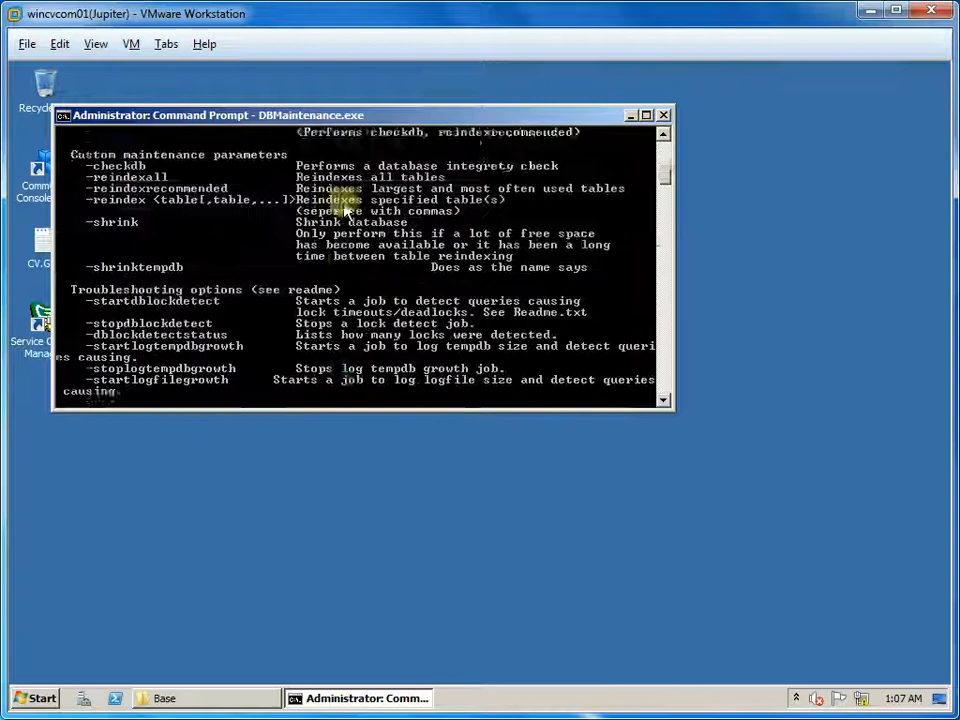 wincvcom01(Jupiter) - VMware Workstation
File Edit View VM Tabs Help
Recycle
Administrator: Command Prompt - DBMaintenance.exe
(Performs checkdb, reindexrecommended)
Custom maintenance parameters
-checkdb Performs a database integrety check
-reindexall Reindexes all tables
-reindexrecommended Reindexes largest and most often used tables
-reindex <table[,table,...]>Reindexes specified table(s)
(seperate with commas)
-shrink Shrink database
Only perform this if a lot of free space
has become available or it has been a long
time between table reindexing
-shrinktempdb Does as the name says
Troubleshooting options (see readme)
-startdblockdetect Starts a job to detect queries causing
lock timeouts/deadlocks. See Readme.txt
-stopdblockdetect Stops a lock detect job.
-dblockdetectstatus Lists how many locks were detected.
-startlogtempdbgrowth Starts a job to log tempdb size and detect queri
es causing.
-stoplogtempdbgrowth Stops log tempdb growth job.
-startlogfilegrowth Starts a job to log logfile size and detect queries
causing
Comm
Console
CV.G
Service C
Mana
Start
Base
Administrator: Comm...
1:07 AM